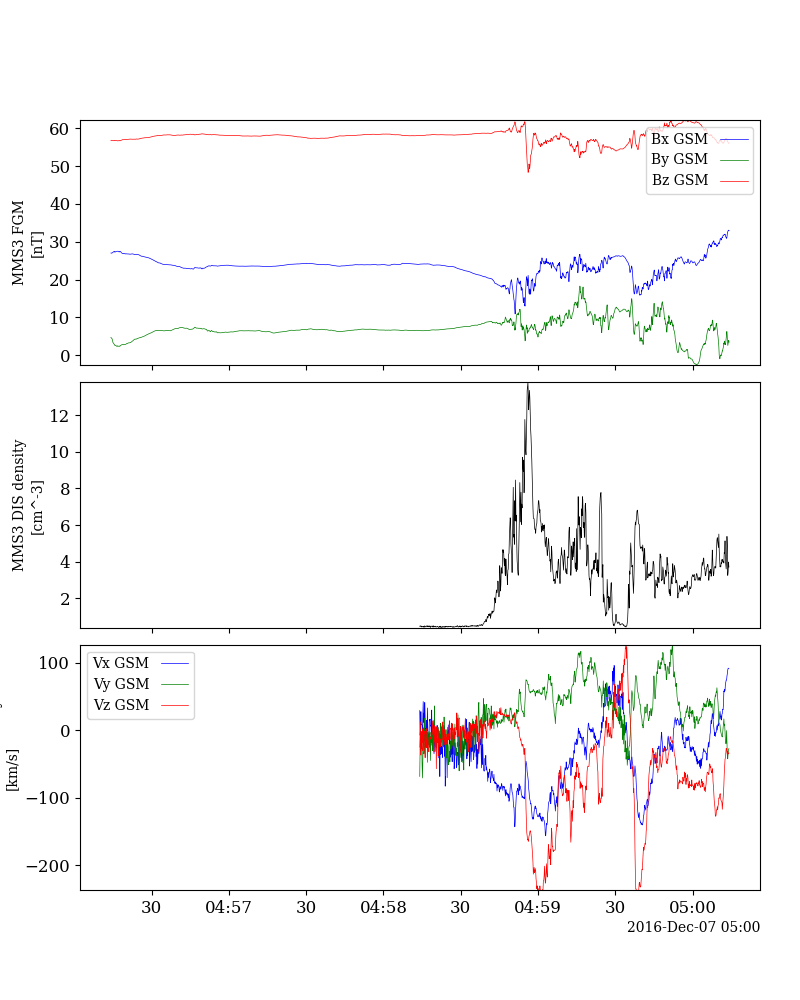 60
50
40
30
20
10
0
MMS3 FGM
[nT]
Bx GSM
By GSM
Bz GSM
12
10
8
6
4
2
MMS3 DIS density
[cm^-3]
100
0
−100
−200
[km/s]
Vx GSM
Vy GSM
Vz GSM
30 04:57 30 04:58 30 04:59 30 05:00
2016-Dec-07 05:00